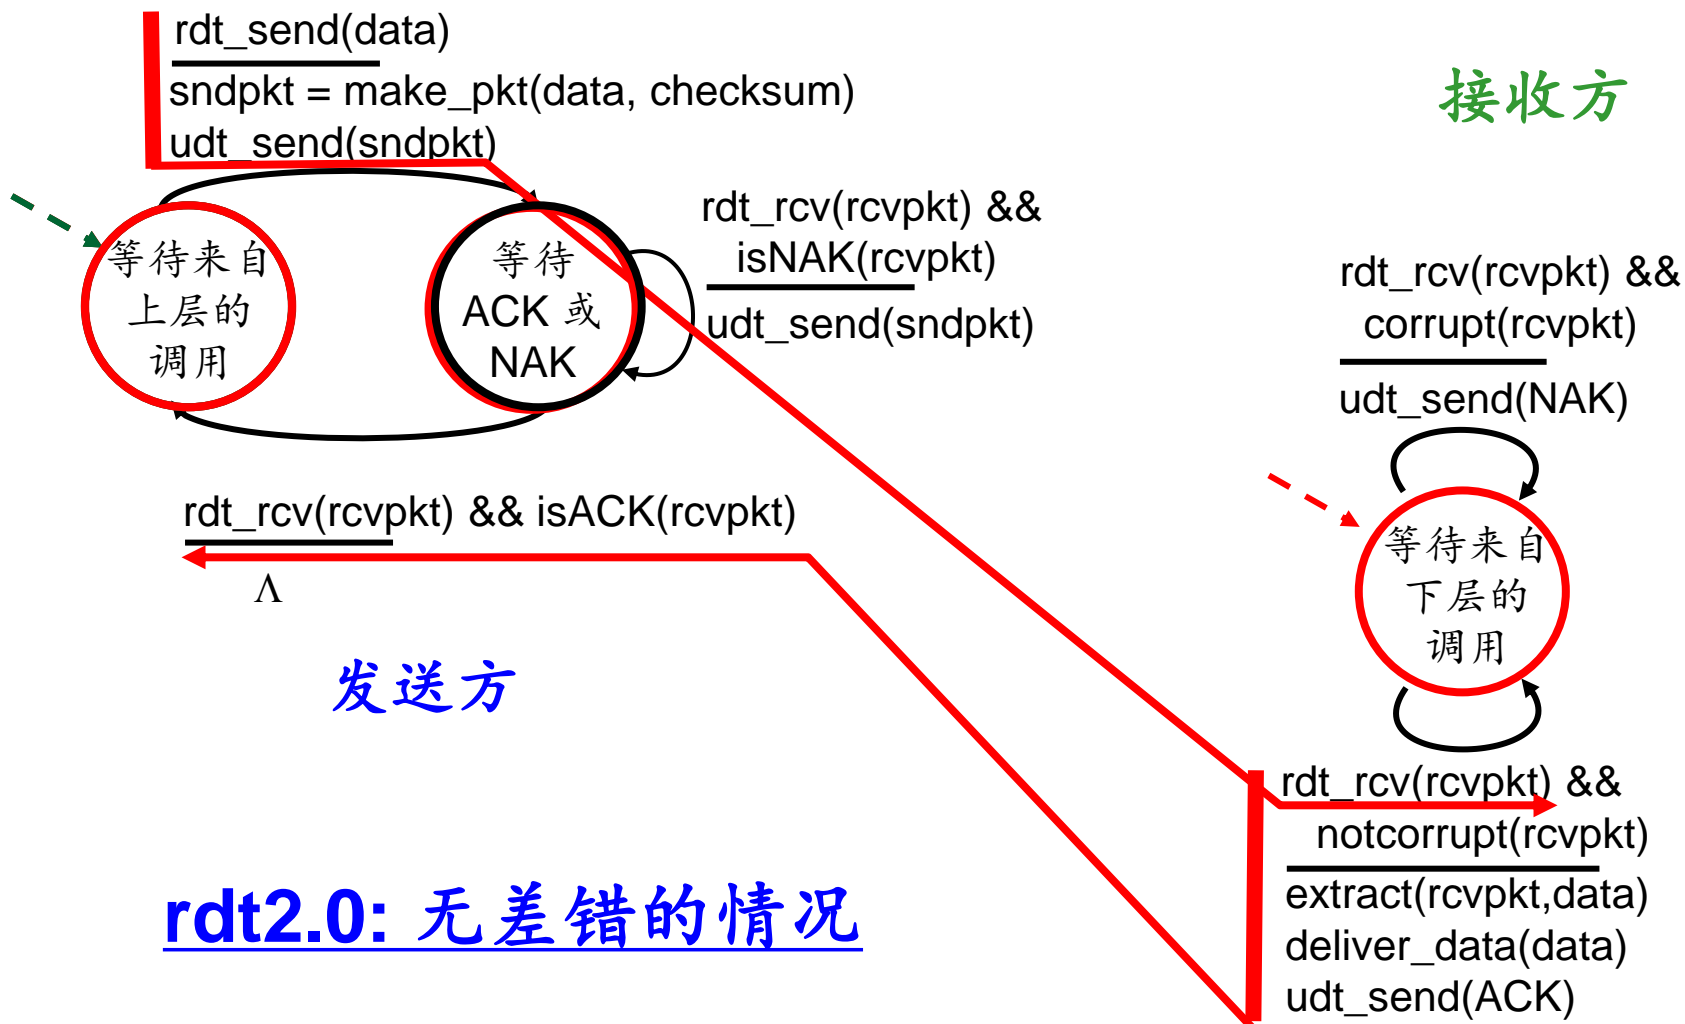 rdt_send(data)
sndpkt = make_pkt(data, checksum)
udt_send(sndpkt)
接收方
等待来自
上层的
调用
等待
ACK 或
NAK
rdt_rcv(rcvpkt) &&
isNAK(rcvpkt)
udt_send(sndpkt)
rdt_rcv(rcvpkt) &&
corrupt(rcvpkt)
udt_send(NAK)
rdt_rcv(rcvpkt) && isACK(rcvpkt)
Λ
等待来自
下层的
调用
发送方
rdt_rcv(rcvpkt) &&
notcorrupt(rcvpkt)
extract(rcvpkt,data)
deliver_data(data)
udt_send(ACK)
rdt2.0: 无差错的情况